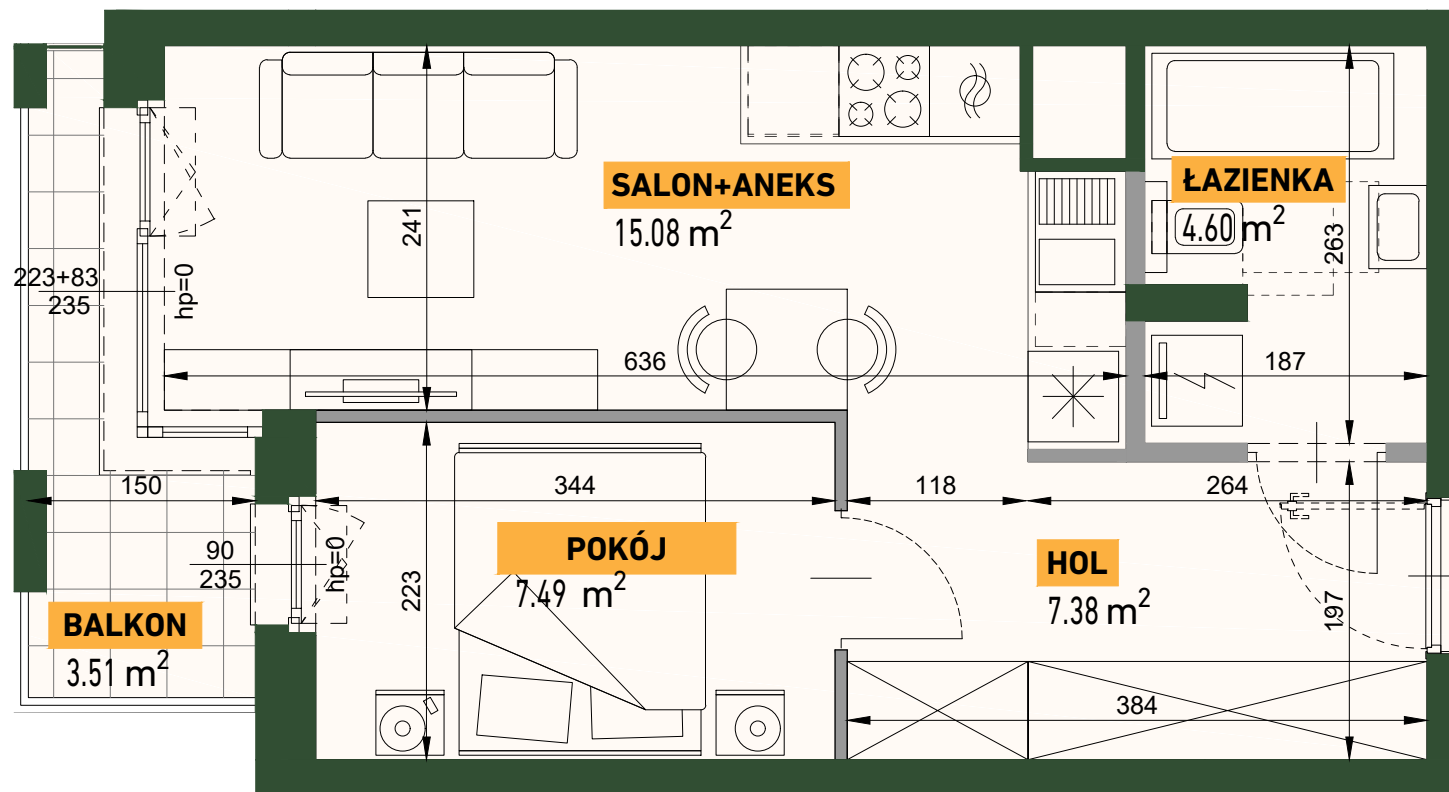 SALON+ANEKS
15.08 m²
ŁAZIENKA
4.60 m²
241
263
223+83
235
hp=0
636
187
150
344
118
264
90
235
hp=0
223
POKÓJ
7.49 m²
HOL
7.38 m²
197
BALKON
3.51 m²
384